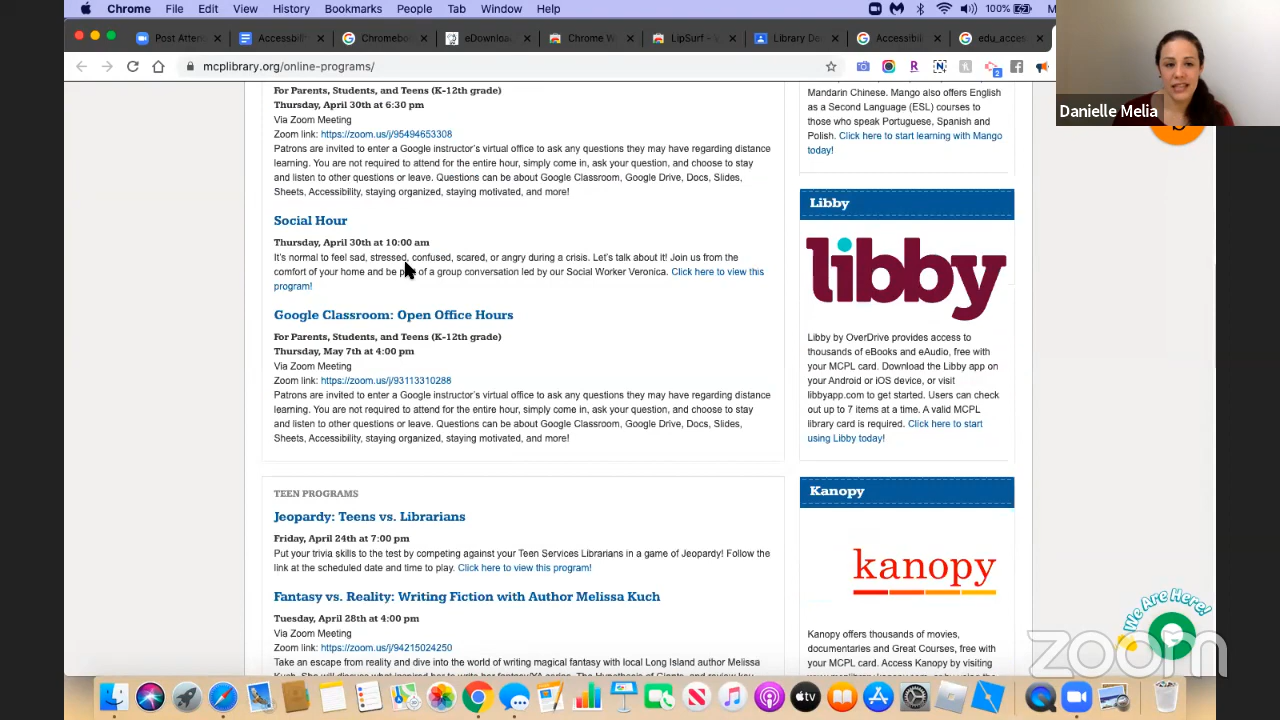 Chrome File Edit View History Bookmarks People Tab Window Help 100%
Post Atten Accessibili Chromebo eDownloa Chrome W LipSurf - V Library De Accessibili edu_acces
mcplibrary.org/online-programs/
Danielle Melia
For Parents, Students, and Teens (K-12th grade)
Thursday, April 30th at 6:30 pm
Via Zoom Meeting
Zoom link: https://zoom.us/j/95494653308
Patrons are invited to enter a Google instructor's virtual office to ask any questions they may have regarding distance
learning. You are not required to attend for the entire hour, simply come in, ask your question, and choose to stay
and listen to other questions or leave. Questions can be about Google Classroom, Google Drive, Docs, Slides,
Sheets, Accessibility, staying organized, staying motivated, and more!
Social Hour
Thursday, April 30th at 10:00 am
It's normal to feel sad, stressed, confused, scared, or angry during a crisis. Let's talk about it! Join us from the
comfort of your home and be p of a group conversation led by our Social Worker Veronica. Click here to view this
program!
Google Classroom: Open Office Hours
For Parents, Students, and Teens (K-12th grade)
Thursday, May 7th at 4:00 pm
Via Zoom Meeting
Zoom link: https://zoom.us/j/93113310288
Patrons are invited to enter a Google instructor's virtual office to ask any questions they may have regarding distance
learning. You are not required to attend for the entire hour, simply come in, ask your question, and choose to stay
and listen to other questions or leave. Questions can be about Google Classroom, Google Drive, Docs, Slides,
Sheets, Accessibility, staying organized, staying motivated, and more!
TEEN PROGRAMS
Jeopardy: Teens vs. Librarians
Friday, April 24th at 7:00 pm
Put your trivia skills to the test by competing against your Teen Services Librarians in a game of Jeopardy! Follow the
link at the scheduled date and time to play. Click here to view this program!
Fantasy vs. Reality: Writing Fiction with Author Melissa Kuch
Tuesday, April 28th at 4:00 pm
Via Zoom Meeting
Zoom link: https://zoom.us/j/94215024250
Take an escape from reality and dive into the world of writing magical fantasy with local Long Island author Melissa
Mandarin Chinese. Mango also offers English
as a Second Language (ESL) courses to
those who speak Portuguese, Spanish and
Polish. Click here to start learning with Mango
today!
Libby
libby
Libby by OverDrive provides access to
thousands of eBooks and eAudio, free with
your MCPL card. Download the Libby app on
your Android or iOS device, or visit
libbyapp.com to get started. Users can check
out up to 7 items at a time. A valid MCPL
library card is required. Click here to start
using Libby today!
Kanopy
kanopy
Kanopy offers thousands of movies,
documentaries and Great Courses, free with
your MCPL card. Access Kanopy by visiting
We Are Here!
zoom
tv